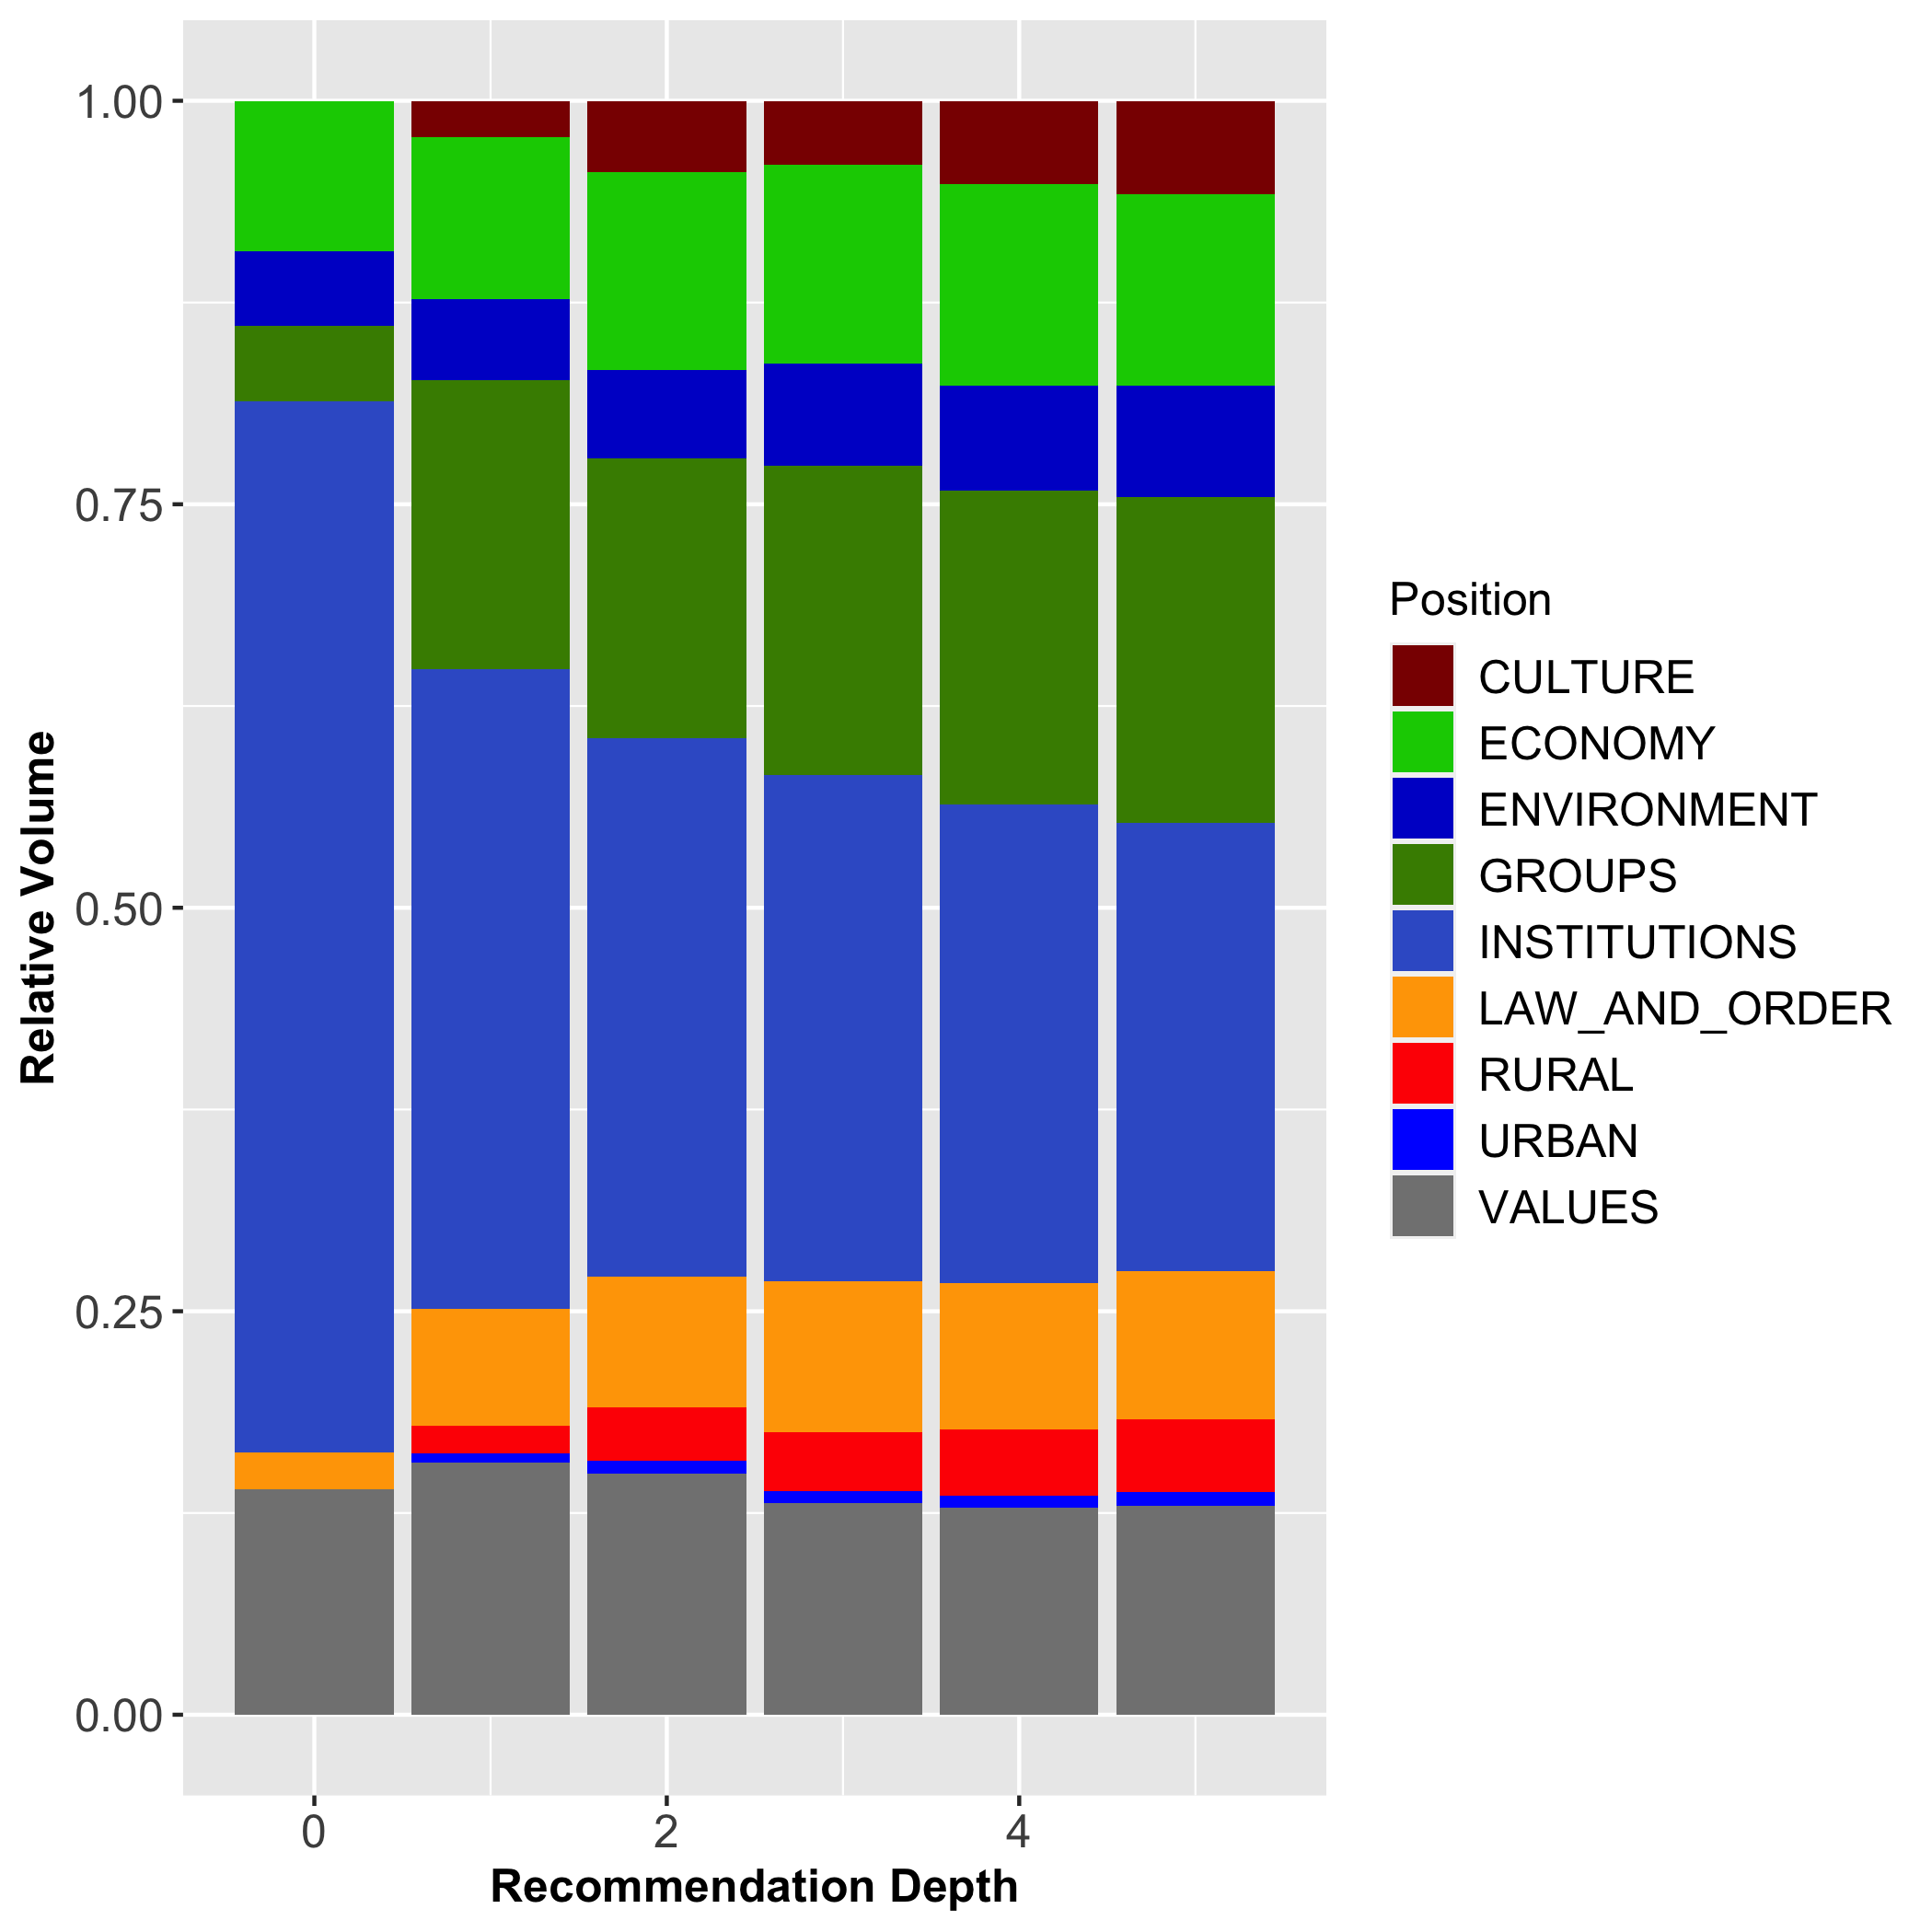 1.00
0.75
0.50
0.25
0.00
Relative Volume
0
2
4
Recommendation Depth
Position
CULTURE
ECONOMY
ENVIRONMENT
GROUPS
INSTITUTIONS
LAW_AND_ORDER
RURAL
URBAN
VALUES